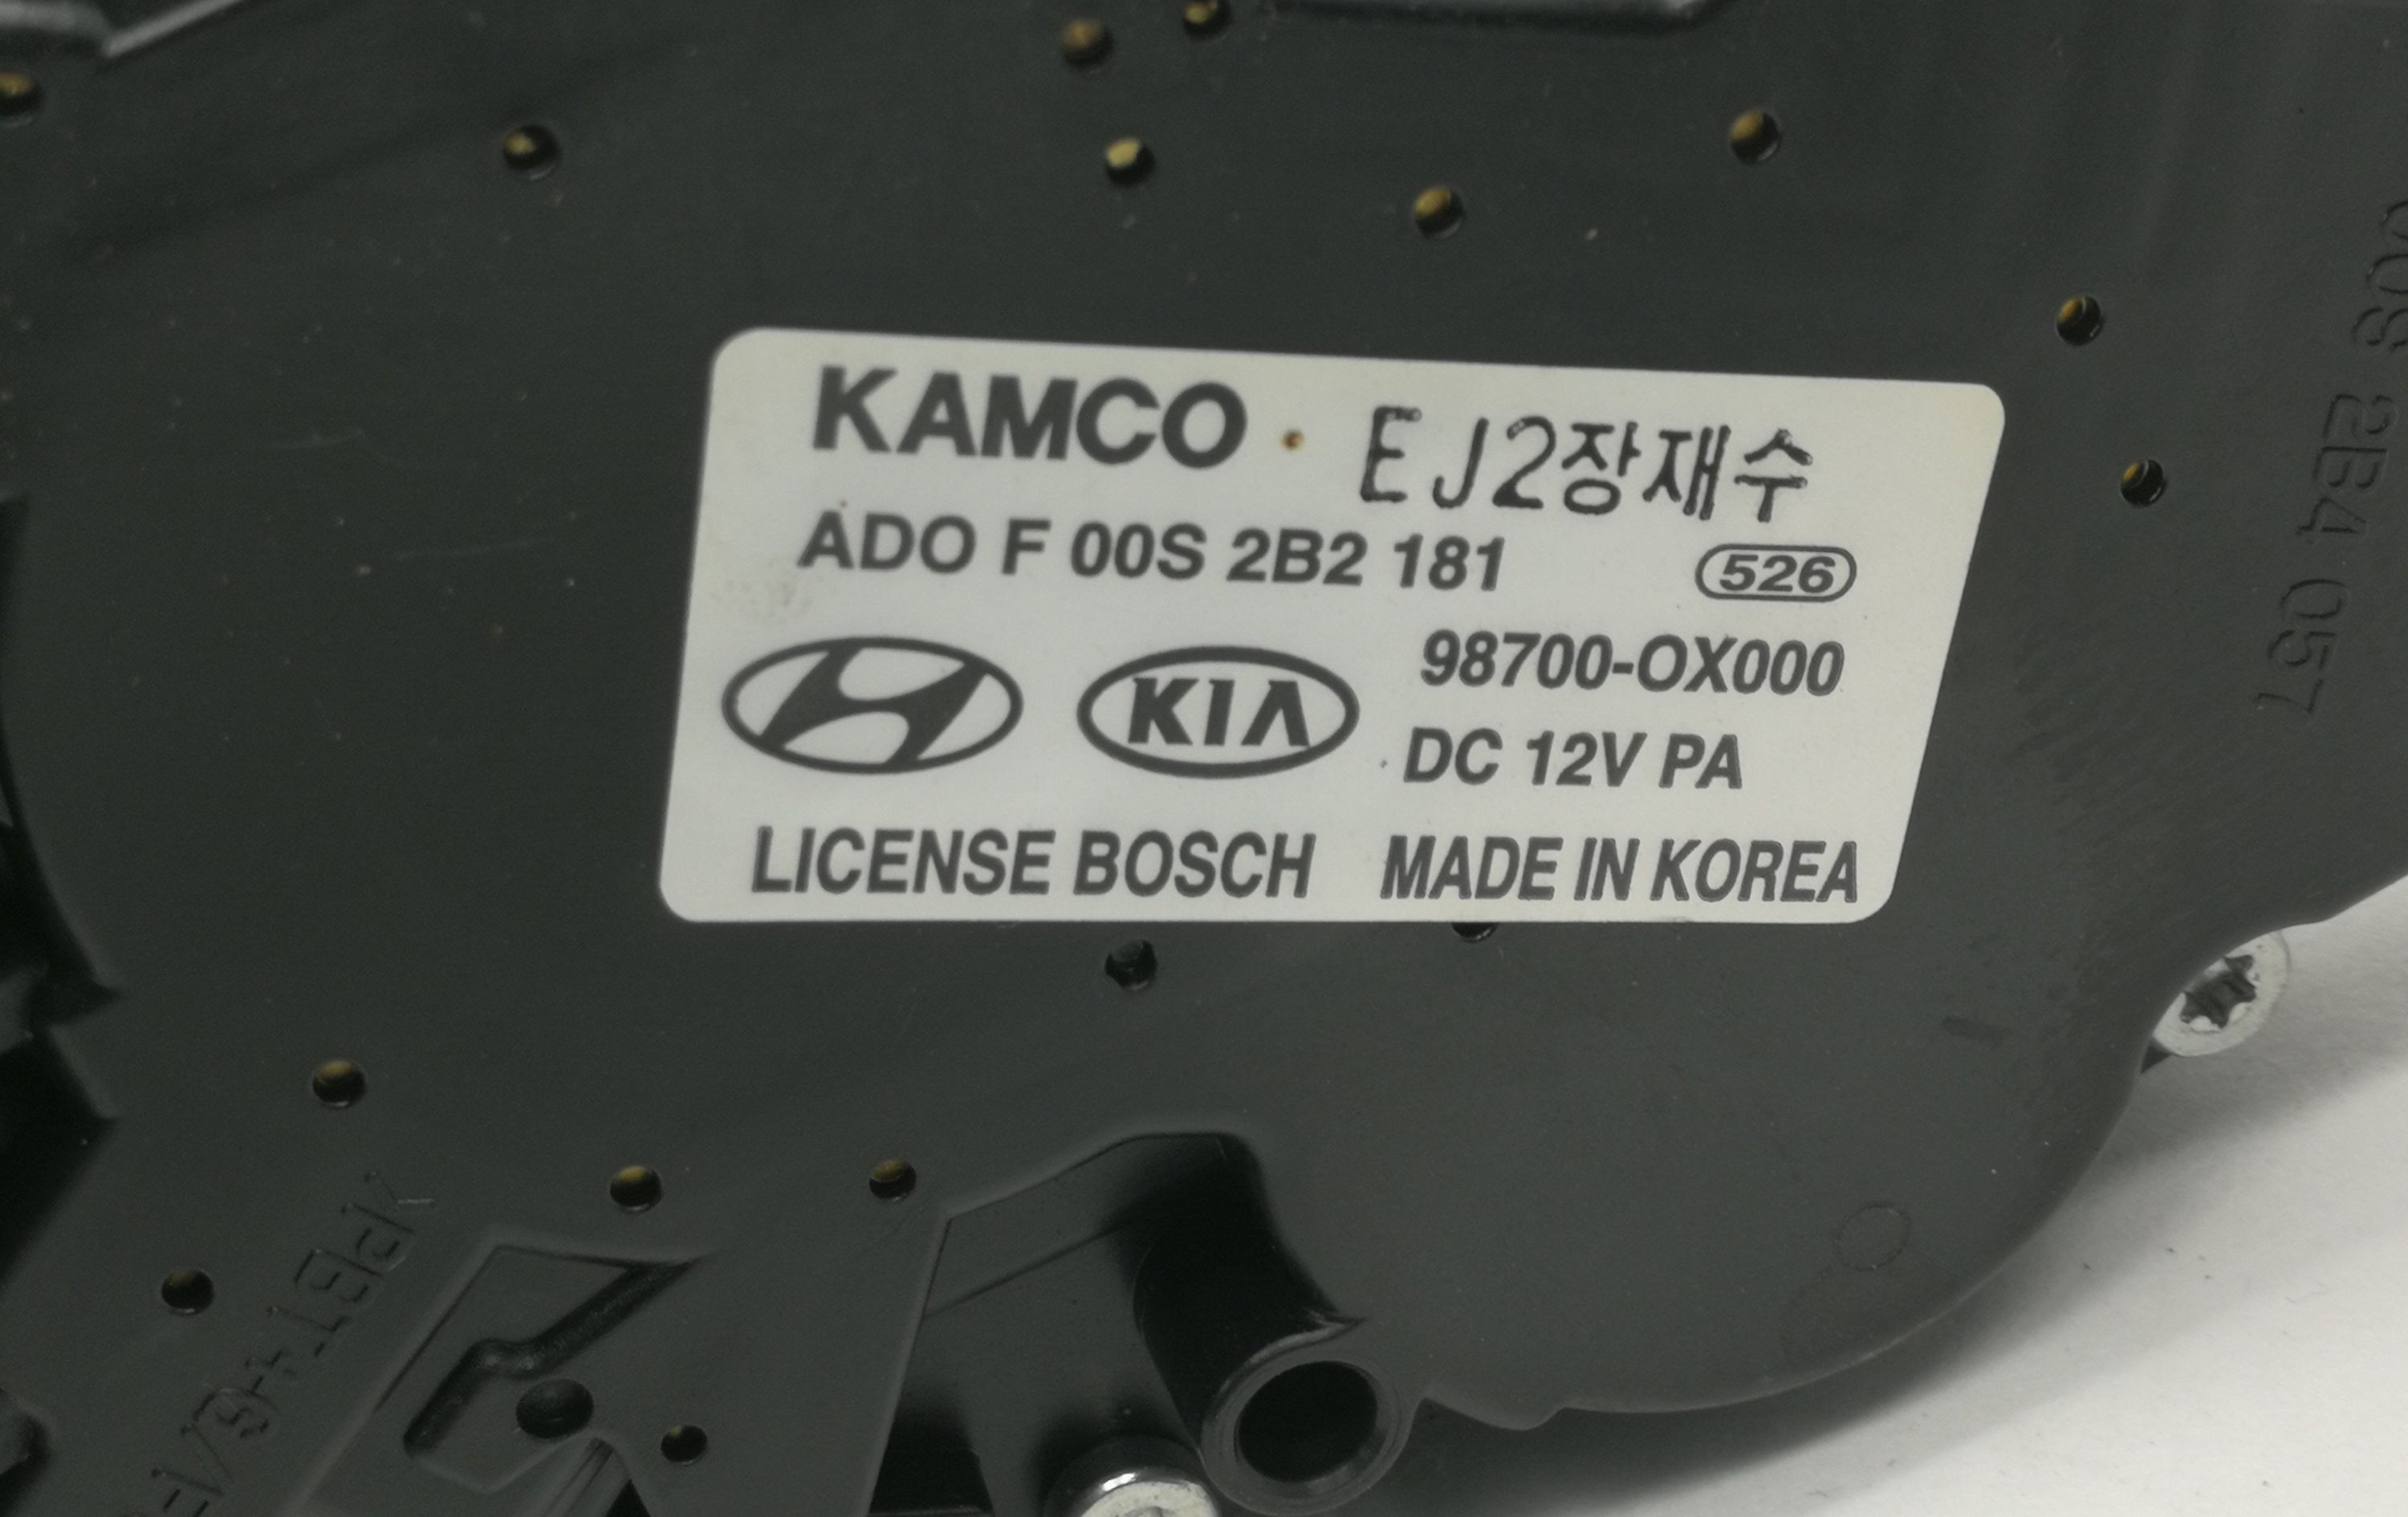 KAMCO EJ2장재수
ADO F 00S 2B2 181 526
98700-OX000
KIA
DC 12V PA
LICENSE BOSCH MADE IN KOREA
00S 2B4 057
>PBT+G